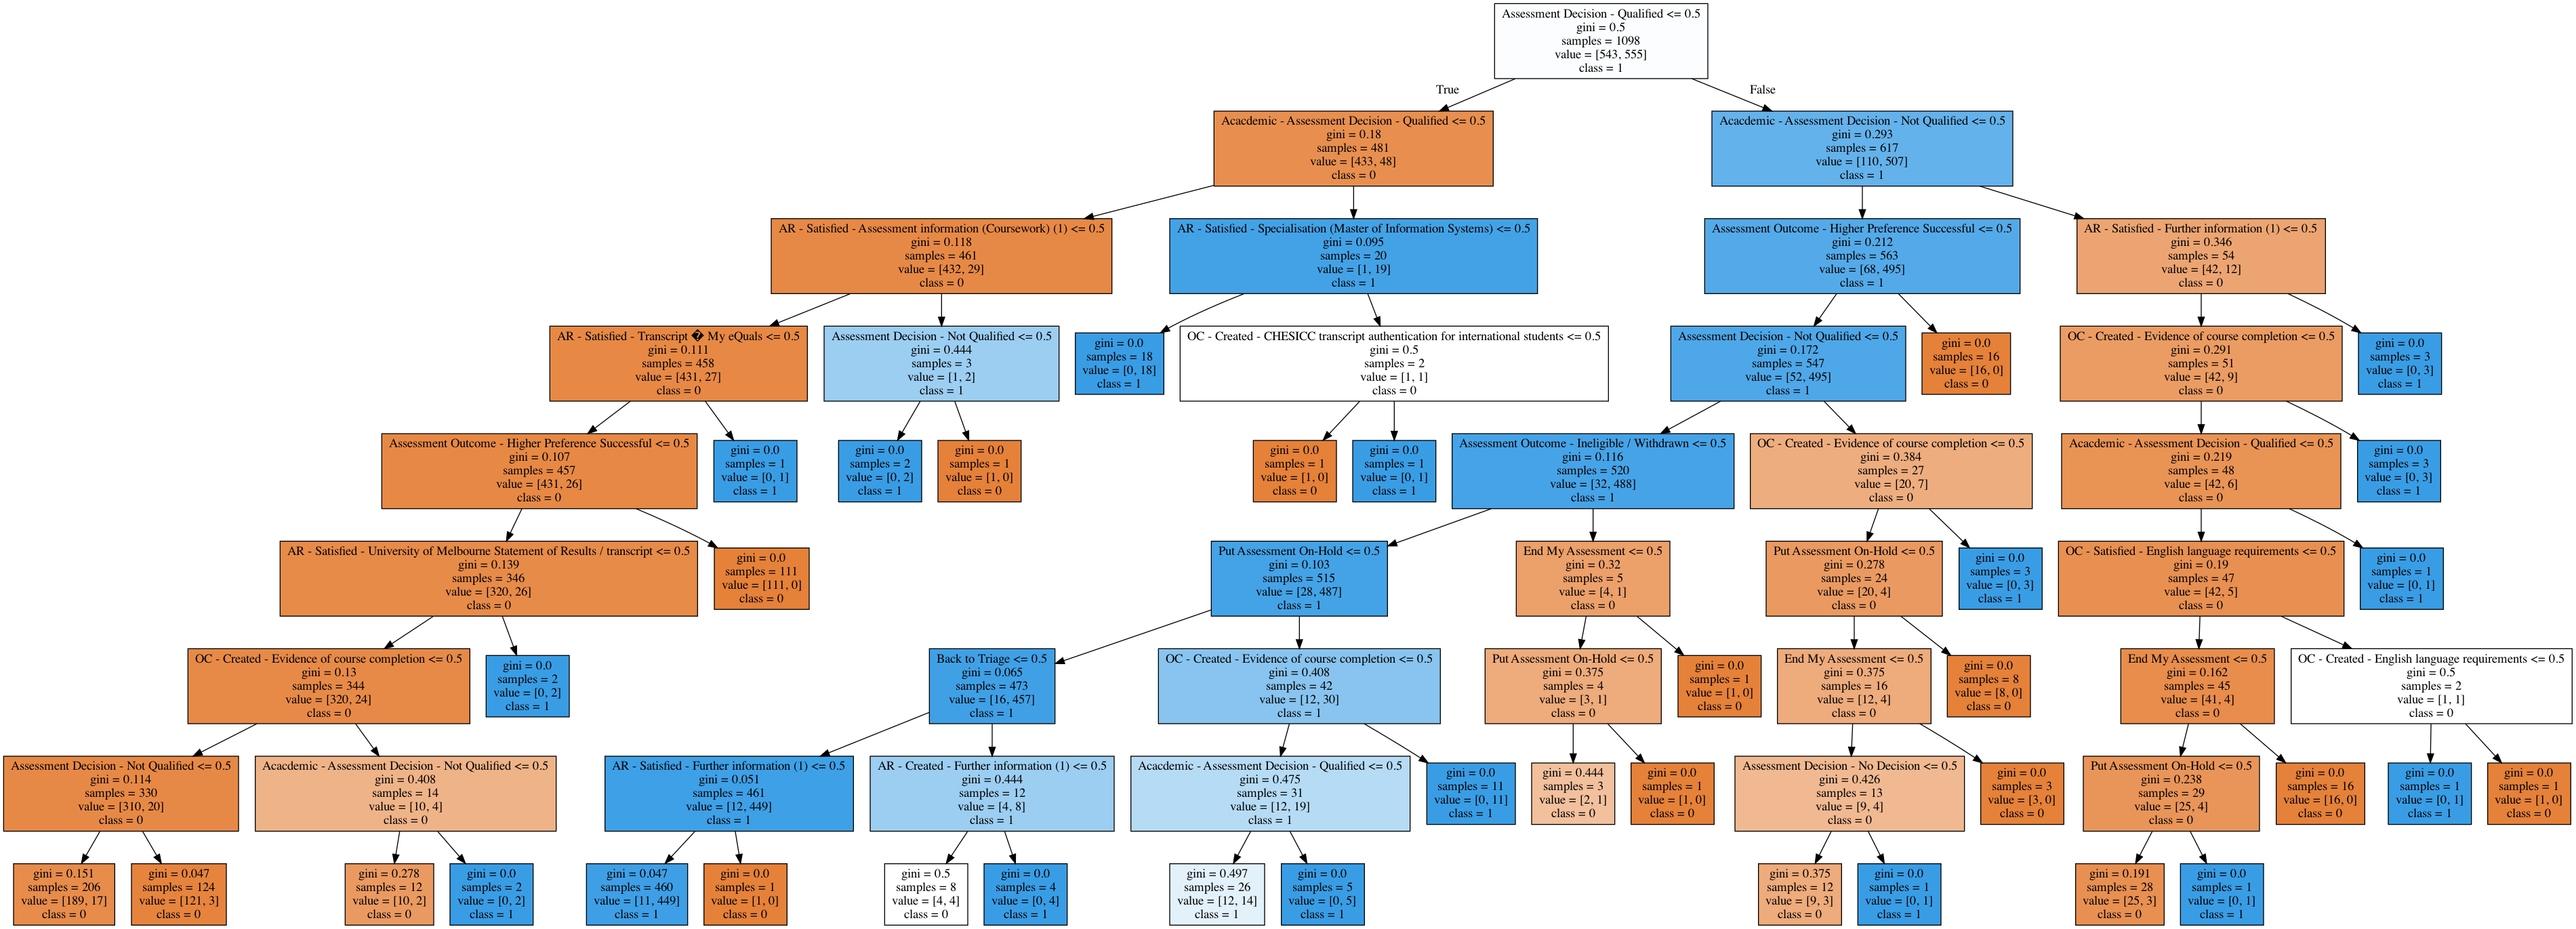 Assessment Decision - Qualified <= 0.5
gini = 0.5
samples = 1098
value = [543, 555]
class = 1
True
False
Acacdemic - Assessment Decision - Qualified <= 0.5
gini = 0.18
samples = 481
value = [433, 48]
class = 0
Acacdemic - Assessment Decision - Not Qualified <= 0.5
gini = 0.293
samples = 617
value = [110, 507]
class = 1
AR - Satisfied - Assessment information (Coursework) (1) <= 0.5
gini = 0.118
samples = 461
value = [432, 29]
class = 0
AR - Satisfied - Specialisation (Master of Information Systems) <= 0.5
gini = 0.095
samples = 20
value = [1, 19]
class = 1
Assessment Outcome - Higher Preference Successful <= 0.5
gini = 0.212
samples = 563
value = [68, 495]
class = 1
AR - Satisfied - Further information (1) <= 0.5
gini = 0.346
samples = 54
value = [42, 12]
class = 0
AR - Satisfied - Transcript � My eQuals <= 0.5
gini = 0.111
samples = 458
value = [431, 27]
class = 0
Assessment Decision - Not Qualified <= 0.5
gini = 0.444
samples = 3
value = [1, 2]
class = 1
gini = 0.0
samples = 18
value = [0, 18]
class = 1
OC - Created - CHESICC transcript authentication for international students <= 0.5
gini = 0.5
samples = 2
value = [1, 1]
class = 0
Assessment Decision - Not Qualified <= 0.5
gini = 0.172
samples = 547
value = [52, 495]
class = 1
gini = 0.0
samples = 16
value = [16, 0]
class = 0
OC - Created - Evidence of course completion <= 0.5
gini = 0.291
samples = 51
value = [42, 9]
class = 0
gini = 0.0
samples = 3
value = [0, 3]
class = 1
Assessment Outcome - Higher Preference Successful <= 0.5
gini = 0.107
samples = 457
value = [431, 26]
class = 0
gini = 0.0
samples = 1
value = [0, 1]
class = 1
gini = 0.0
samples = 2
value = [0, 2]
class = 1
gini = 0.0
samples = 1
value = [1, 0]
class = 0
gini = 0.0
samples = 1
value = [1, 0]
class = 0
gini = 0.0
samples = 1
value = [0, 1]
class = 1
Assessment Outcome - Ineligible / Withdrawn <= 0.5
gini = 0.116
samples = 520
value = [32, 488]
class = 1
OC - Created - Evidence of course completion <= 0.5
gini = 0.384
samples = 27
value = [20, 7]
class = 0
Acacdemic - Assessment Decision - Qualified <= 0.5
gini = 0.219
samples = 48
value = [42, 6]
class = 0
gini = 0.0
samples = 3
value = [0, 3]
class = 1
AR - Satisfied - University of Melbourne Statement of Results / transcript <= 0.5
gini = 0.139
samples = 346
value = [320, 26]
class = 0
gini = 0.0
samples = 111
value = [111, 0]
class = 0
Put Assessment On-Hold <= 0.5
gini = 0.103
samples = 515
value = [28, 487]
class = 1
End My Assessment <= 0.5
gini = 0.32
samples = 5
value = [4, 1]
class = 0
Put Assessment On-Hold <= 0.5
gini = 0.278
samples = 24
value = [20, 4]
class = 0
gini = 0.0
samples = 3
value = [0, 3]
class = 1
OC - Satisfied - English language requirements <= 0.5
gini = 0.19
samples = 47
value = [42, 5]
class = 0
gini = 0.0
samples = 1
value = [0, 1]
class = 1
OC - Created - Evidence of course completion <= 0.5
gini = 0.13
samples = 344
value = [320, 24]
class = 0
gini = 0.0
samples = 2
value = [0, 2]
class = 1
Back to Triage <= 0.5
gini = 0.065
samples = 473
value = [16, 457]
class = 1
OC - Created - Evidence of course completion <= 0.5
gini = 0.408
samples = 42
value = [12, 30]
class = 1
Put Assessment On-Hold <= 0.5
gini = 0.375
samples = 4
value = [3, 1]
class = 0
gini = 0.0
samples = 1
value = [1, 0]
class = 0
End My Assessment <= 0.5
gini = 0.375
samples = 16
value = [12, 4]
class = 0
gini = 0.0
samples = 8
value = [8, 0]
class = 0
End My Assessment <= 0.5
gini = 0.162
samples = 45
value = [41, 4]
class = 0
OC - Created - English language requirements <= 0.5
gini = 0.5
samples = 2
value = [1, 1]
class = 0
Assessment Decision - Not Qualified <= 0.5
gini = 0.114
samples = 330
value = [310, 20]
class = 0
Acacdemic - Assessment Decision - Not Qualified <= 0.5
gini = 0.408
samples = 14
value = [10, 4]
class = 0
AR - Satisfied - Further information (1) <= 0.5
gini = 0.051
samples = 461
value = [12, 449]
class = 1
AR - Created - Further information (1) <= 0.5
gini = 0.444
samples = 12
value = [4, 8]
class = 1
Acacdemic - Assessment Decision - Qualified <= 0.5
gini = 0.475
samples = 31
value = [12, 19]
class = 1
gini = 0.0
samples = 11
value = [0, 11]
class = 1
gini = 0.444
samples = 3
value = [2, 1]
class = 0
gini = 0.0
samples = 1
value = [1, 0]
class = 0
Assessment Decision - No Decision <= 0.5
gini = 0.426
samples = 13
value = [9, 4]
class = 0
gini = 0.0
samples = 3
value = [3, 0]
class = 0
Put Assessment On-Hold <= 0.5
gini = 0.238
samples = 29
value = [25, 4]
class = 0
gini = 0.0
samples = 16
value = [16, 0]
class = 0
gini = 0.0
samples = 1
value = [0, 1]
class = 1
gini = 0.0
samples = 1
value = [1, 0]
class = 0
gini = 0.151
samples = 206
value = [189, 17]
class = 0
gini = 0.047
samples = 124
value = [121, 3]
class = 0
gini = 0.278
samples = 12
value = [10, 2]
class = 0
gini = 0.0
samples = 2
value = [0, 2]
class = 1
gini = 0.047
samples = 460
value = [11, 449]
class = 1
gini = 0.0
samples = 1
value = [1, 0]
class = 0
gini = 0.5
samples = 8
value = [4, 4]
class = 0
gini = 0.0
samples = 4
value = [0, 4]
class = 1
gini = 0.497
samples = 26
value = [12, 14]
class = 1
gini = 0.0
samples = 5
value = [0, 5]
class = 1
gini = 0.375
samples = 12
value = [9, 3]
class = 0
gini = 0.0
samples = 1
value = [0, 1]
class = 1
gini = 0.191
samples = 28
value = [25, 3]
class = 0
gini = 0.0
samples = 1
value = [0, 1]
class = 1